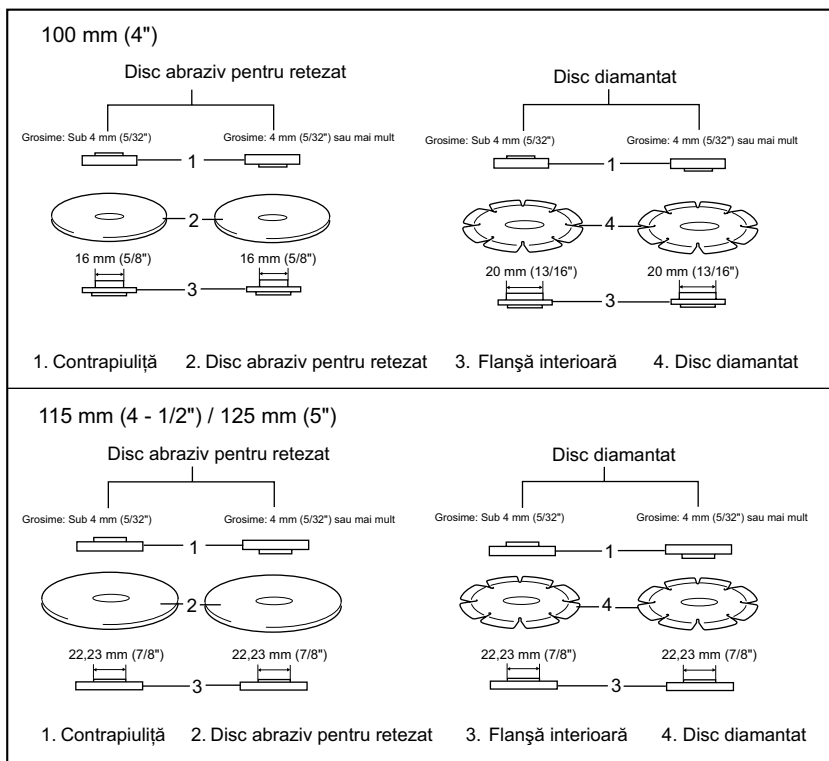 100 mm (4")
Disc abraziv pentru retezat
Disc diamantat
Grosime: Sub 4 mm (5/32")
Grosime: 4 mm (5/32") sau mai mult
Grosime: Sub 4 mm (5/32")
Grosime: 4 mm (5/32") sau mai mult
1
1
2
4
16 mm (5/8")
16 mm (5/8")
20 mm (13/16")
20 mm (13/16")
3
3
1. Contrapiuliţă 2. Disc abraziv pentru retezat 3. Flanşă interioară 4. Disc diamantat
115 mm (4 - 1/2") / 125 mm (5")
Disc abraziv pentru retezat
Disc diamantat
Grosime: Sub 4 mm (5/32")
Grosime: 4 mm (5/32") sau mai mult
Grosime: Sub 4 mm (5/32")
Grosime: 4 mm (5/32") sau mai mult
1
1
2
4
22,23 mm (7/8")
22,23 mm (7/8")
22,23 mm (7/8")
22,23 mm (7/8")
3
3
1. Contrapiuliţă 2. Disc abraziv pentru retezat 3. Flanşă interioară 4. Disc diamantat